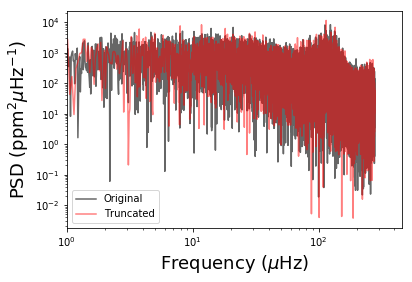 PSD (ppm²μHz⁻¹)
10⁴
10³
10²
10¹
10⁰
10⁻¹
10⁻²
Original
Truncated
10⁰ 10¹ 10²
Frequency (μHz)